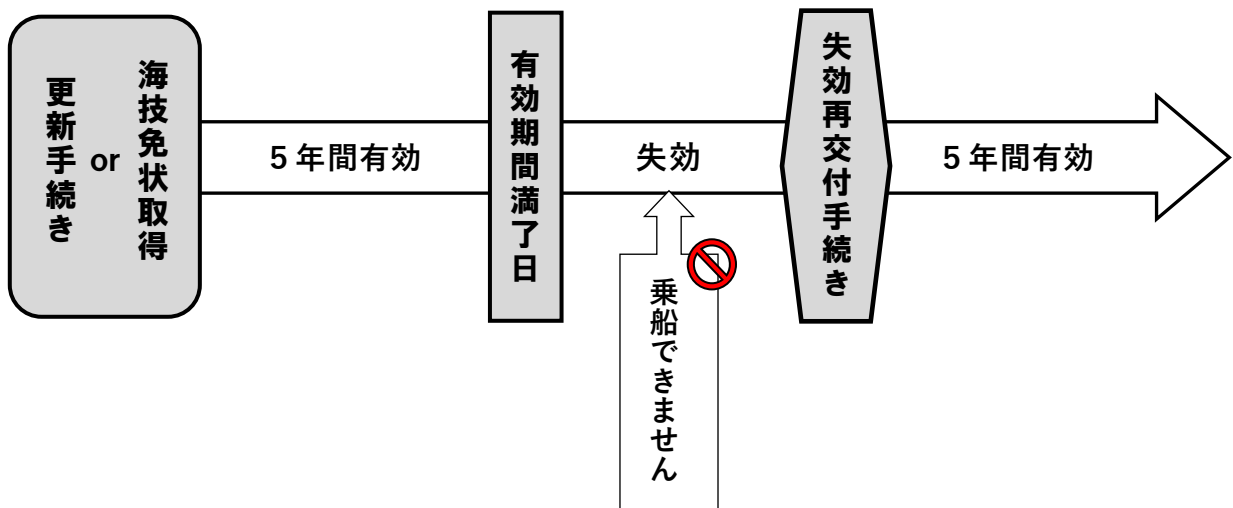 海技免状取得
or
更新手続き
5年間有効
有効期間満了日
失効
乗船できません
失効再交付手続き
5年間有効